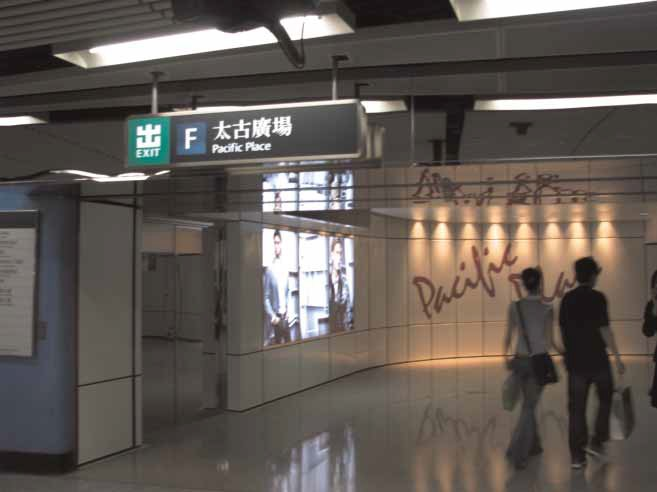 出
EXIT
F
太古廣場
Pacific Place
Pacific